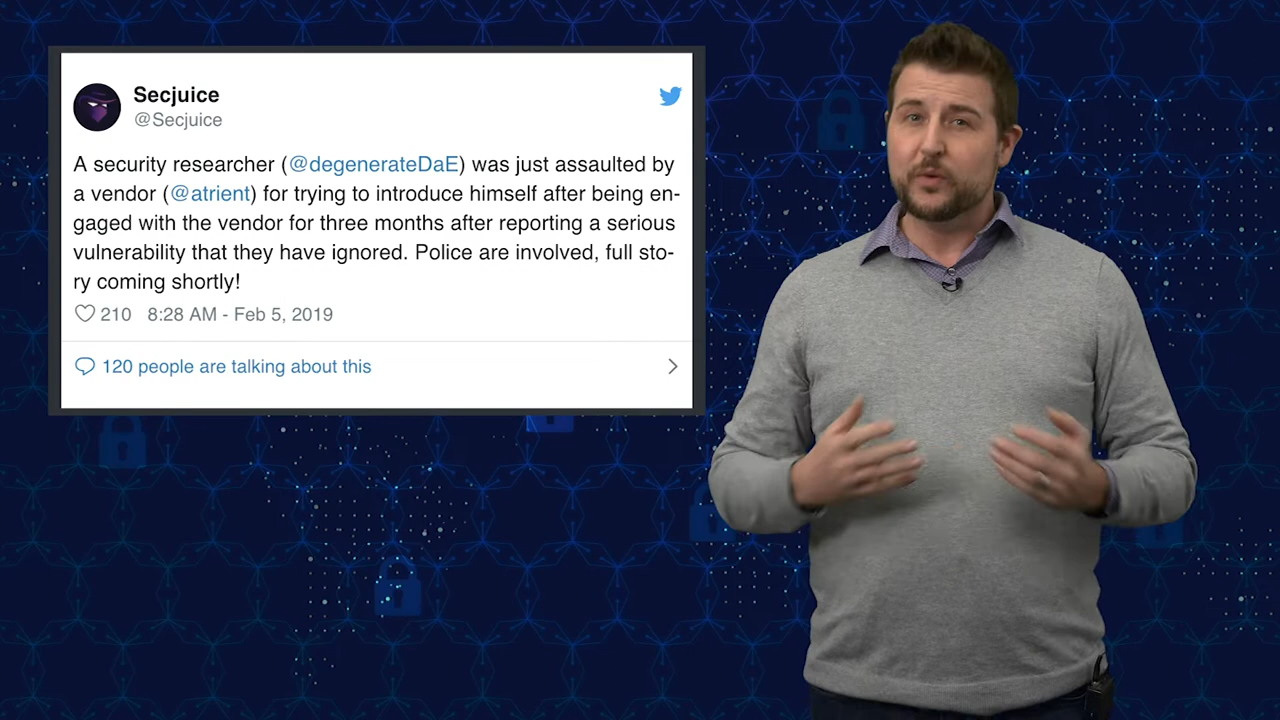 Secjuice
@Secjuice
A security researcher (@degenerateDaE) was just assaulted by
a vendor (@atrient) for trying to introduce himself after being en-
gaged with the vendor for three months after reporting a serious
vulnerability that they have ignored. Police are involved, full sto-
ry coming shortly!
210 8:28 AM - Feb 5, 2019
120 people are talking about this